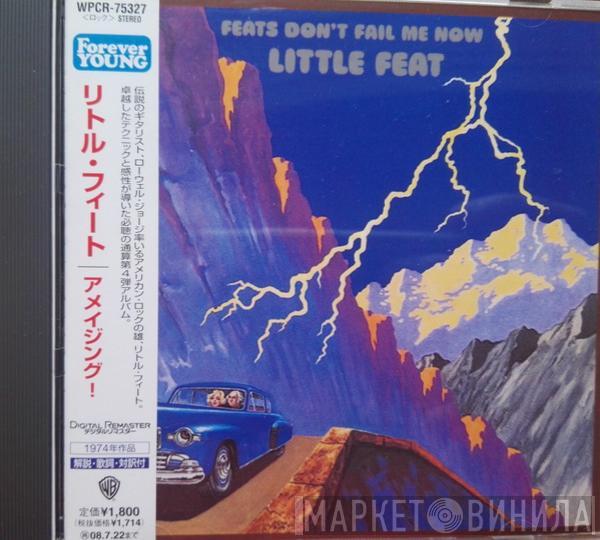 WPCR-75327
〈ロック〉 STEREO
Forever
YOUNG
リトル・フィート｜アメイジング！
伝説のギタリスト、ローウェル・ジョージ率いるアメリカン・ロックの雄、リトル・フィート。
卓越したテクニックと感性が導いた必聴の通算第4弾アルバム。
DIGITAL REMASTER
デジタルリマスター
1974年作品
解説・歌詞・対訳付
WB
定価¥1,800
(税抜価格¥1,714)
08.7.22まで
FEATS DON'T FAIL ME NOW
LITTLE FEAT
МАРКЕТ ВИНИЛА